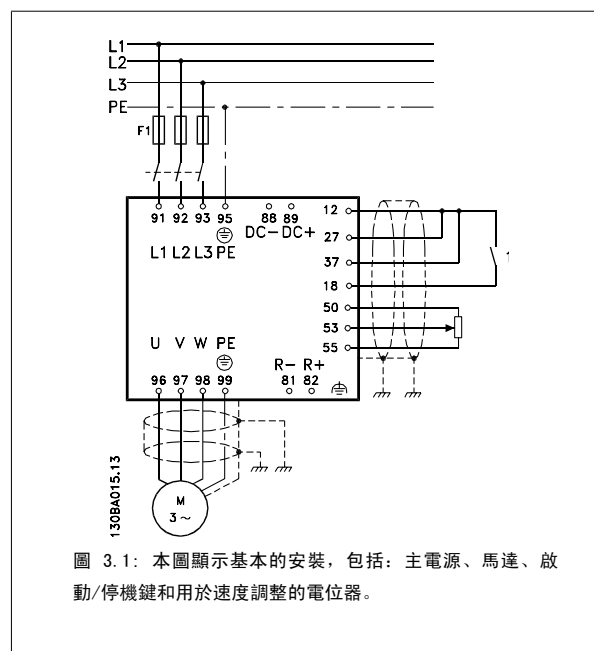 L1
L2
L3
PE
F1
91 92 93 95 88 89 12
DC- DC+
L1 L2 L3 PE
27
37
18
1
50
53
55
U V W PE
R- R+
96 97 98 99 81 82
M
3~
130BA015.13
圖 3.1: 本圖顯示基本的安裝，包括：主電源、馬達、啟
動/停機鍵和用於速度調整的電位器。